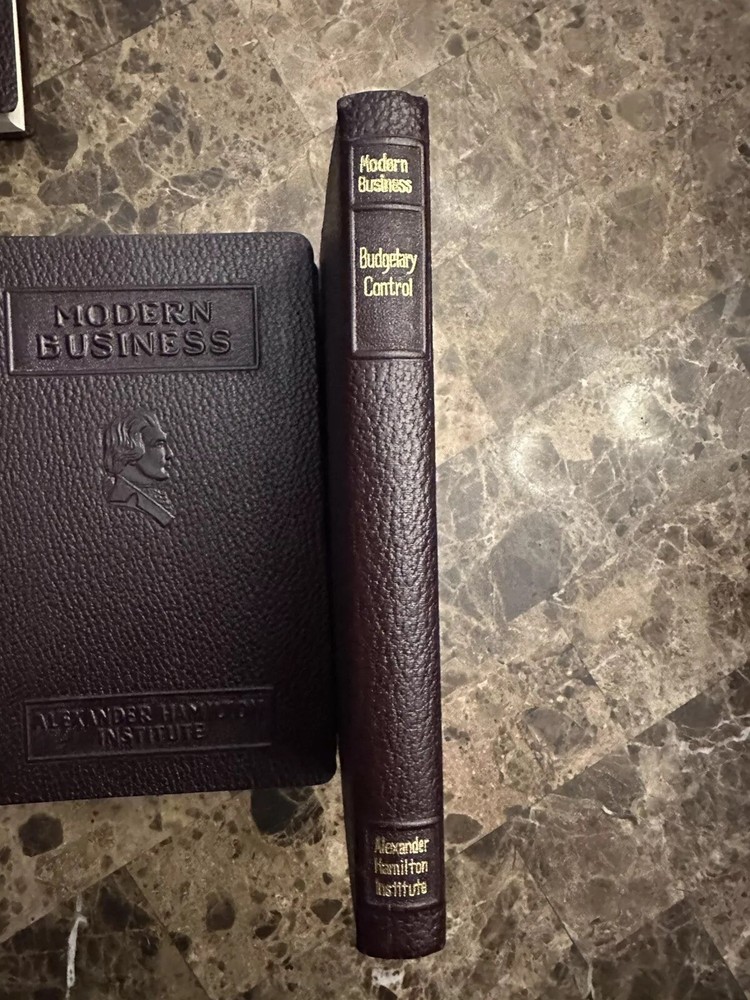 MODERN
BUSINESS
ALEXANDER HAMILTON
INSTITUTE
Modern
Business
Budgetary
Control
Alexander
Hamilton
Institute